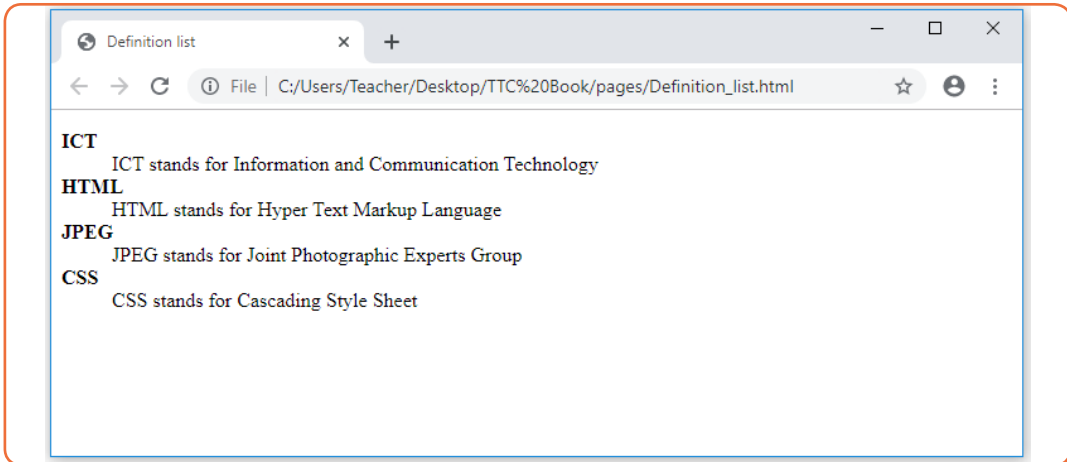 Definition list
File C:/Users/Teacher/Desktop/TTC%20Book/pages/Definition_list.html
ICT
ICT stands for Information and Communication Technology
HTML
HTML stands for Hyper Text Markup Language
JPEG
JPEG stands for Joint Photographic Experts Group
CSS
CSS stands for Cascading Style Sheet